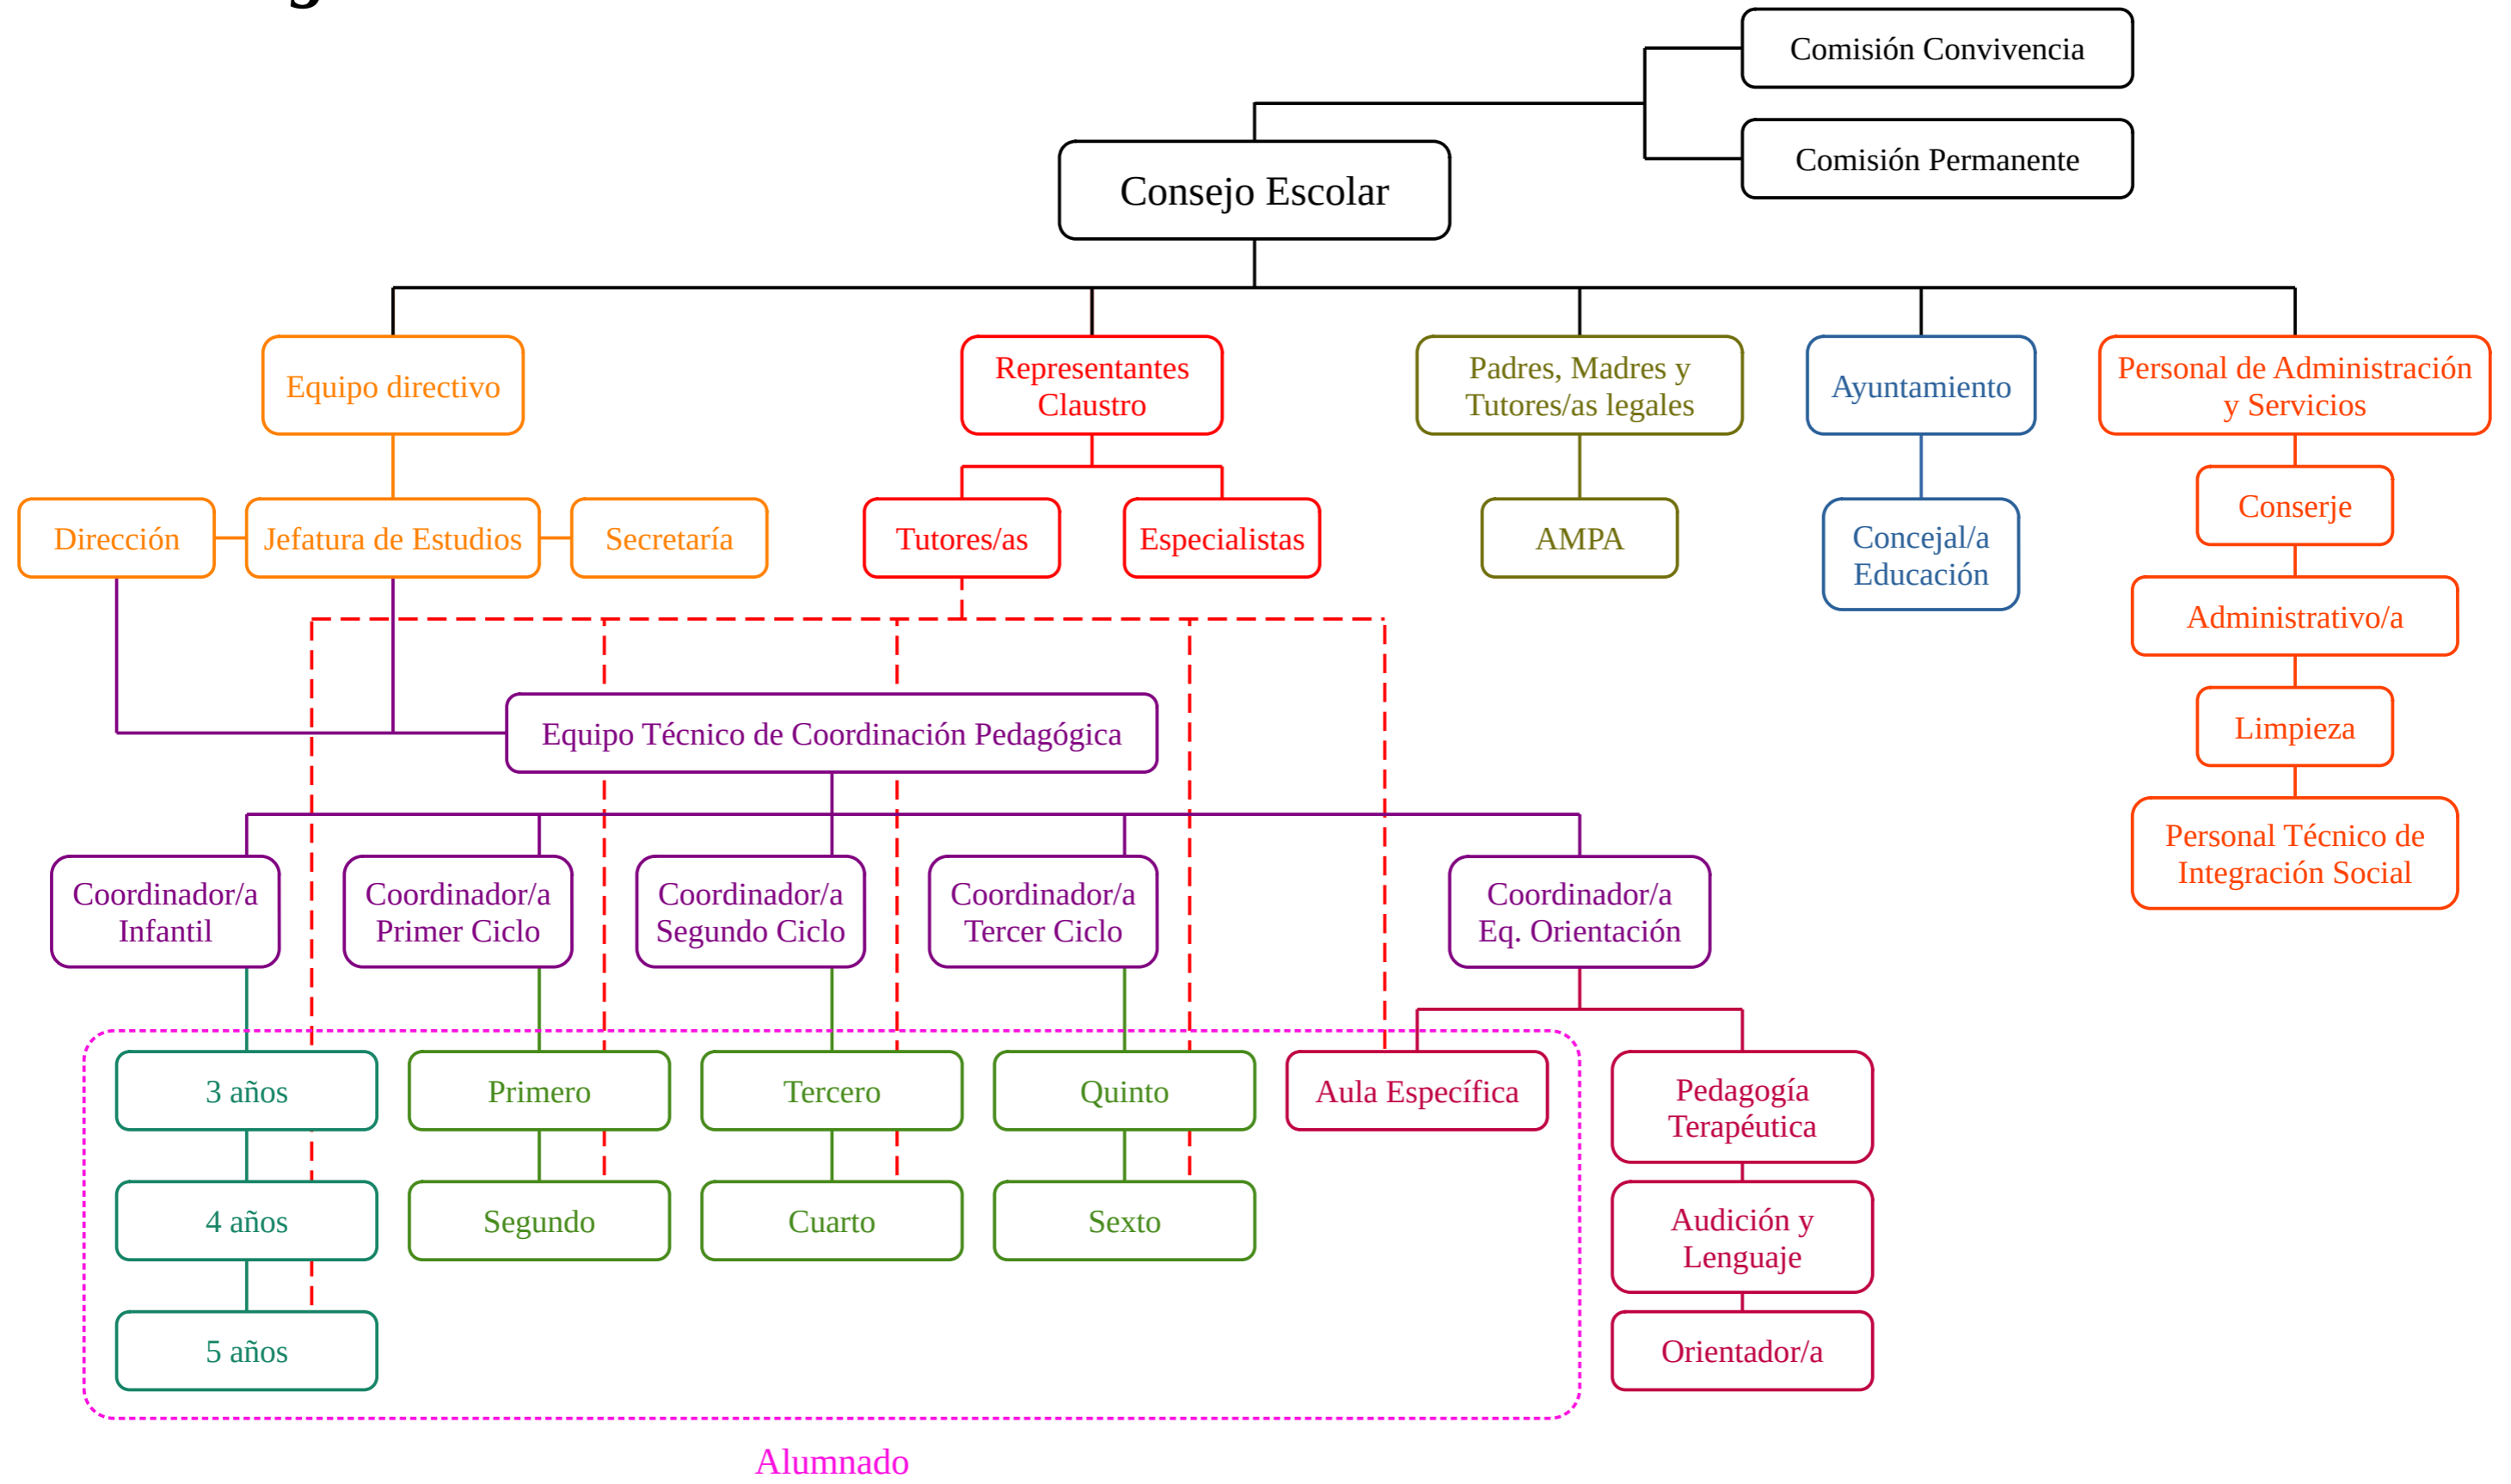 Comisión Convivencia
Comisión Permanente
Consejo Escolar
Equipo directivo
Representantes
Claustro
Padres, Madres y
Tutores/as legales
Ayuntamiento
Personal de Administración
y Servicios
Dirección
Jefatura de Estudios
Secretaría
Tutores/as
Especialistas
AMPA
Concejal/a
Educación
Conserje
Administrativo/a
Limpieza
Personal Técnico de
Integración Social
Equipo Técnico de Coordinación Pedagógica
Coordinador/a
Infantil
Coordinador/a
Primer Ciclo
Coordinador/a
Segundo Ciclo
Coordinador/a
Tercer Ciclo
Coordinador/a
Eq. Orientación
3 años
Primero
Tercero
Quinto
Aula Específica
Pedagogía
Terapéutica
4 años
Segundo
Cuarto
Sexto
Audición y
Lenguaje
5 años
Orientador/a
Alumnado